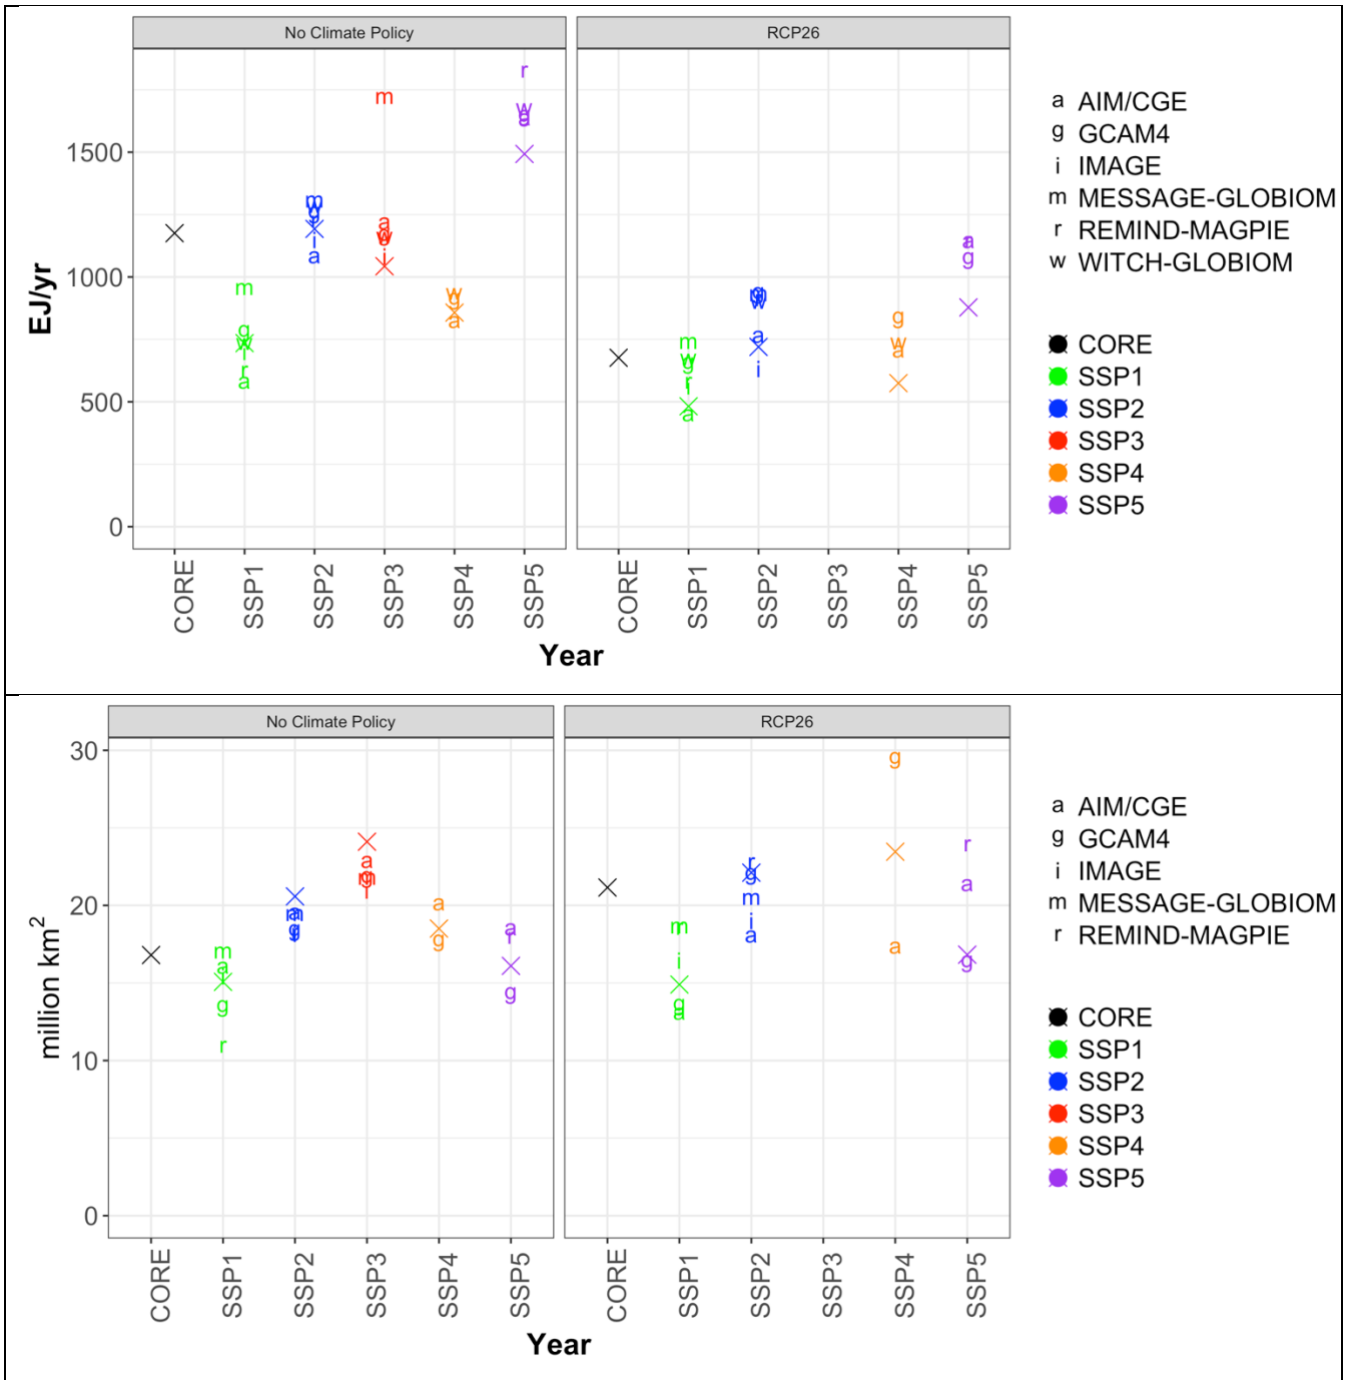 No Climate Policy
RCP26
EJ/yr
1500
1000
500
0
CORE
SSP1
SSP2
SSP3
SSP4
SSP5
CORE
SSP1
SSP2
SSP3
SSP4
SSP5
Year
a AIM/CGE
g GCAM4
i IMAGE
m MESSAGE-GLOBIOM
r REMIND-MAGPIE
w WITCH-GLOBIOM
CORE
SSP1
SSP2
SSP3
SSP4
SSP5
No Climate Policy
RCP26
million km²
30
20
10
0
CORE
SSP1
SSP2
SSP3
SSP4
SSP5
CORE
SSP1
SSP2
SSP3
SSP4
SSP5
Year
a AIM/CGE
g GCAM4
i IMAGE
m MESSAGE-GLOBIOM
r REMIND-MAGPIE
CORE
SSP1
SSP2
SSP3
SSP4
SSP5